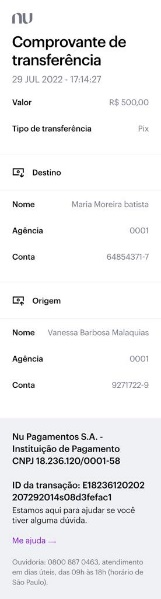 nu
Comprovante de
transferência
29 JUL 2022 - 17:14:27
Valor R$ 500,00
Tipo de transferência Pix
Destino
Nome Maria Moreira batista
Agência 0001
Conta 64854371-7
Origem
Nome Vanessa Barbosa Malaquias
Agência 0001
Conta 9271722-9
Nu Pagamentos S.A. -
Instituição de Pagamento
CNPJ 18.236.120/0001-58
ID da transação: E18236120202
207292014s08d3fefac1
Estamos aqui para ajudar se você
tiver alguma dúvida.
Me ajuda →
Ouvidoria: 0800 887 0463, atendimento
em dias úteis, das 09h às 18h (horário de
São Paulo).